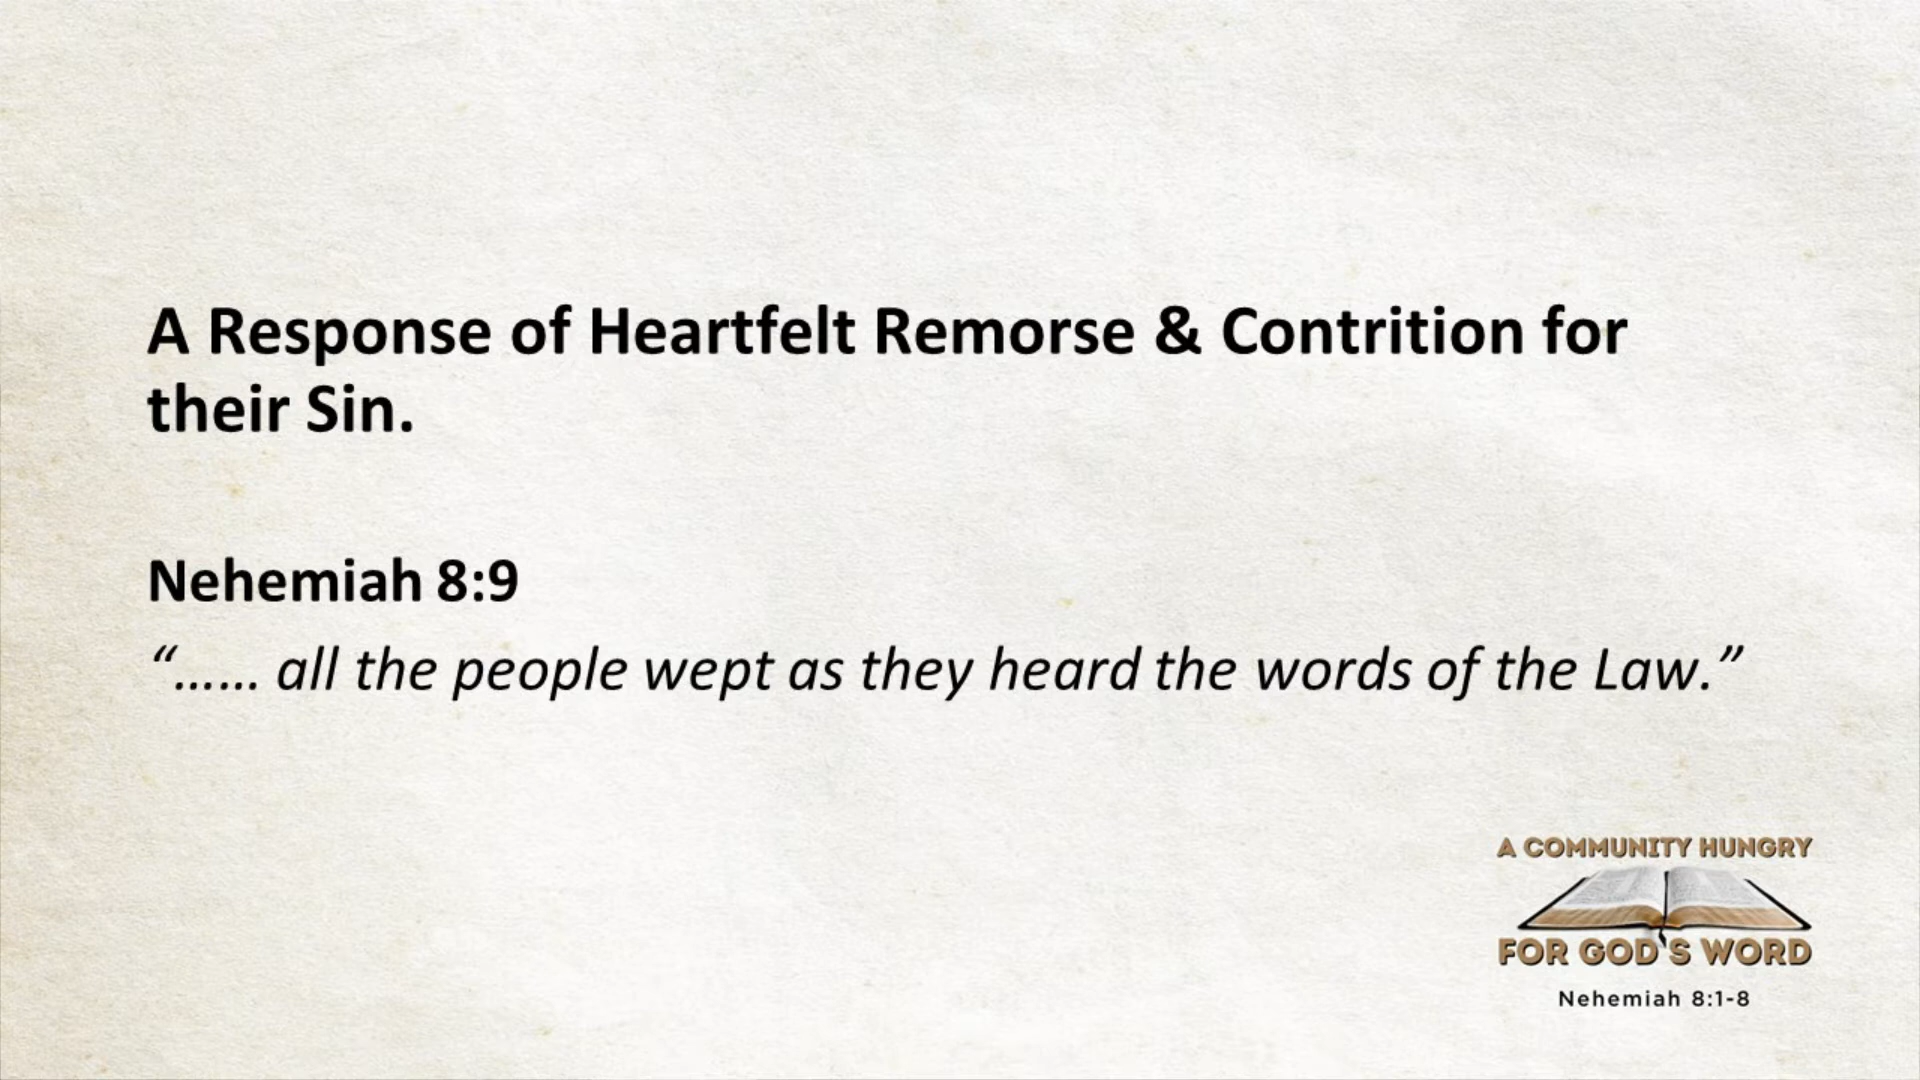 A Response of Heartfelt Remorse & Contrition for
their Sin.
Nehemiah 8:9
“…… all the people wept as they heard the words of the Law.”
A COMMUNITY HUNGRY
FOR GOD'S WORD
Nehemiah 8:1-8